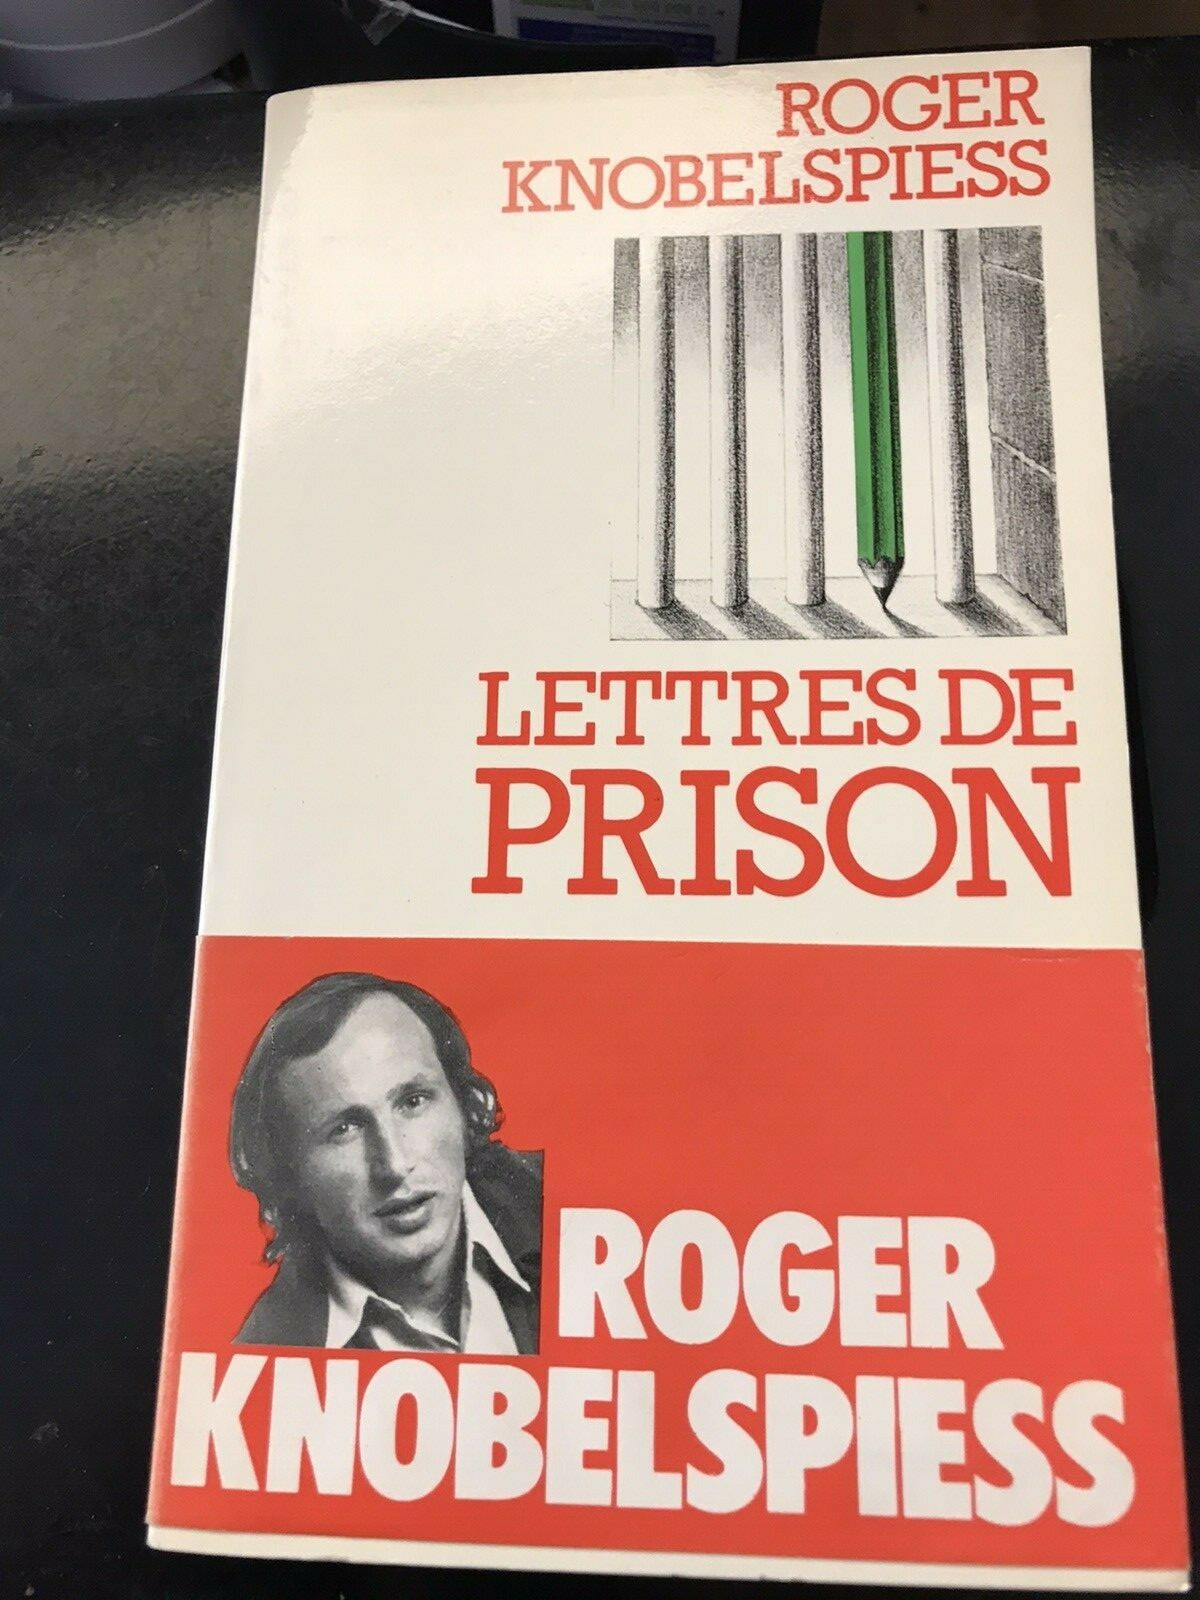 ROGER
KNOBELSPIESS
LETTRES DE
PRISON
ROGER
KNOBELSPIESS